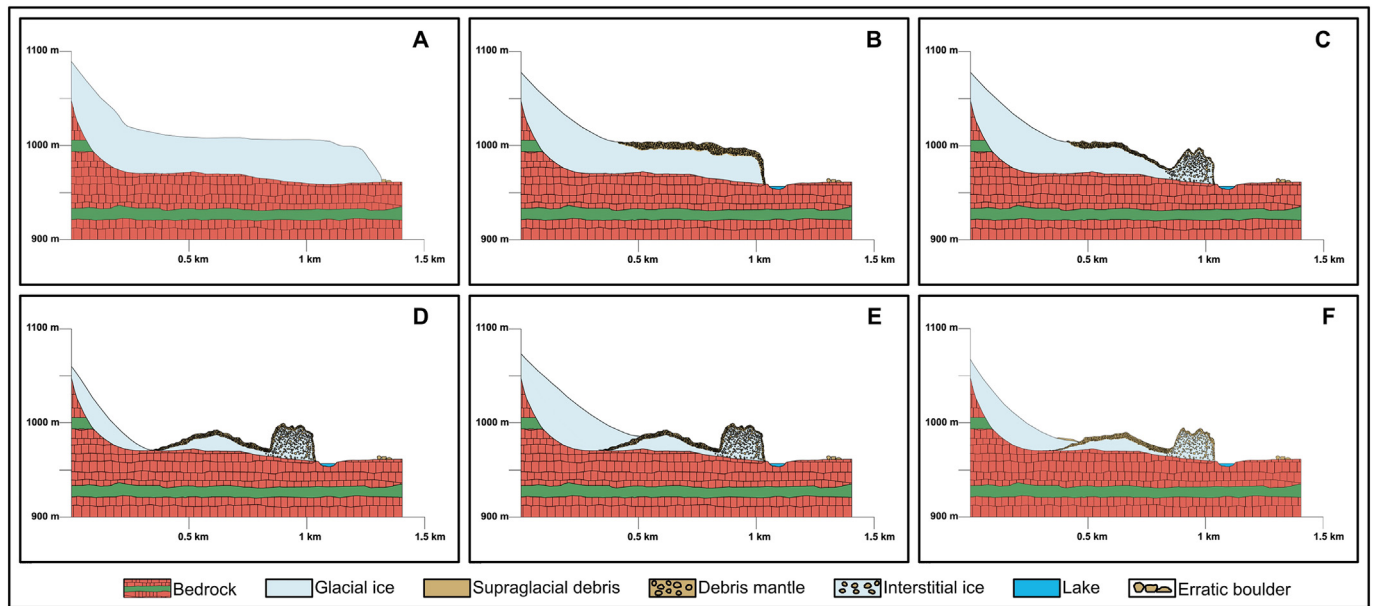 A
1100 m
1000 m
900 m
0.5 km
1 km
1.5 km
B
1100 m
1000 m
900 m
0.5 km
1 km
1.5 km
C
1100 m
1000 m
900 m
0.5 km
1 km
1.5 km
D
1100 m
1000 m
900 m
0.5 km
1 km
1.5 km
E
1100 m
1000 m
900 m
0.5 km
1 km
1.5 km
F
1100 m
1000 m
900 m
0.5 km
1 km
1.5 km
Bedrock
Glacial ice
Supraglacial debris
Debris mantle
Interstitial ice
Lake
Erratic boulder